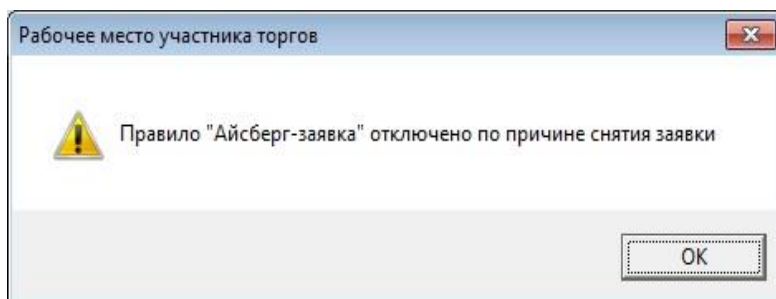 Рабочее место участника торгов
Правило "Айсберг-заявка" отключено по причине снятия заявки
OK